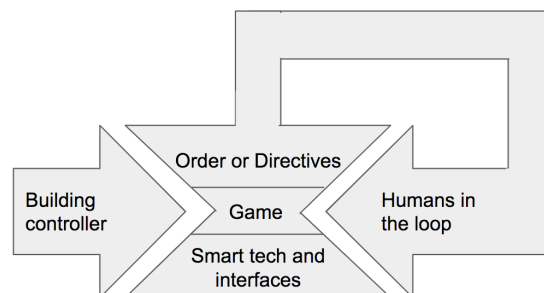 Order or Directives
Building
controller
Game
Humans in
the loop
Smart tech and
interfaces